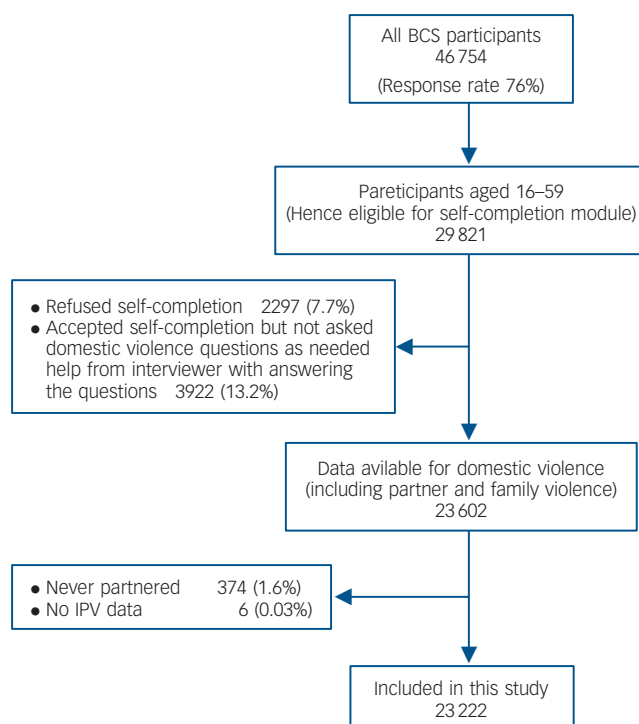 All BCS participants
46 754
(Response rate 76%)
Pareticipants aged 16–59
(Hence eligible for self-completion module)
29 821
● Refused self-completion 2297 (7.7%)
● Accepted self-completion but not asked
domestic violence questions as needed
help from interviewer with answering
the questions 3922 (13.2%)
Data avilable for domestic violence
(including partner and family violence)
23 602
● Never partnered 374 (1.6%)
● No IPV data 6 (0.03%)
Included in this study
23 222